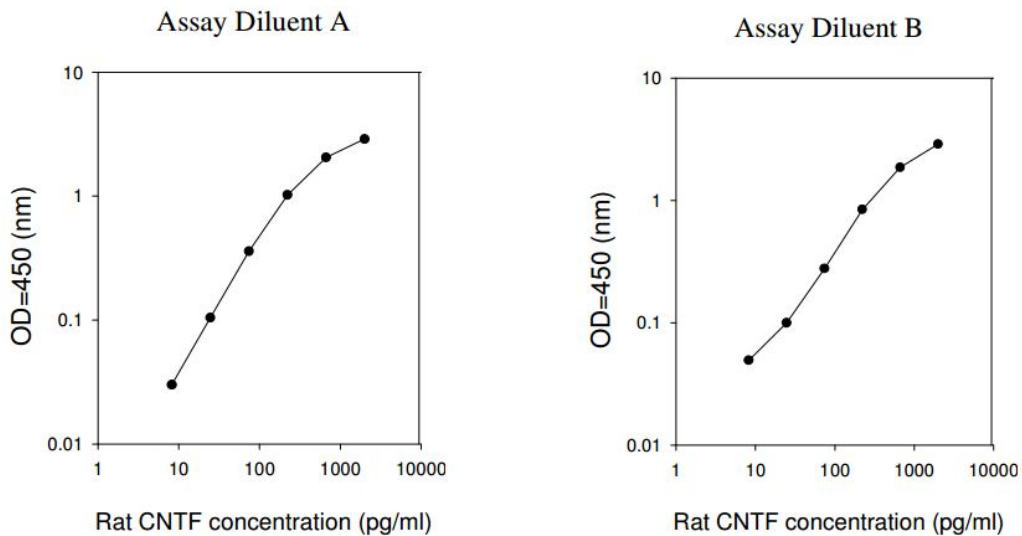 Assay Diluent A
10
1
0.1
0.01
OD=450 (nm)
1 10 100 1000 10000
Rat CNTF concentration (pg/ml)
Assay Diluent B
10
1
0.1
0.01
OD=450 (nm)
1 10 100 1000 10000
Rat CNTF concentration (pg/ml)